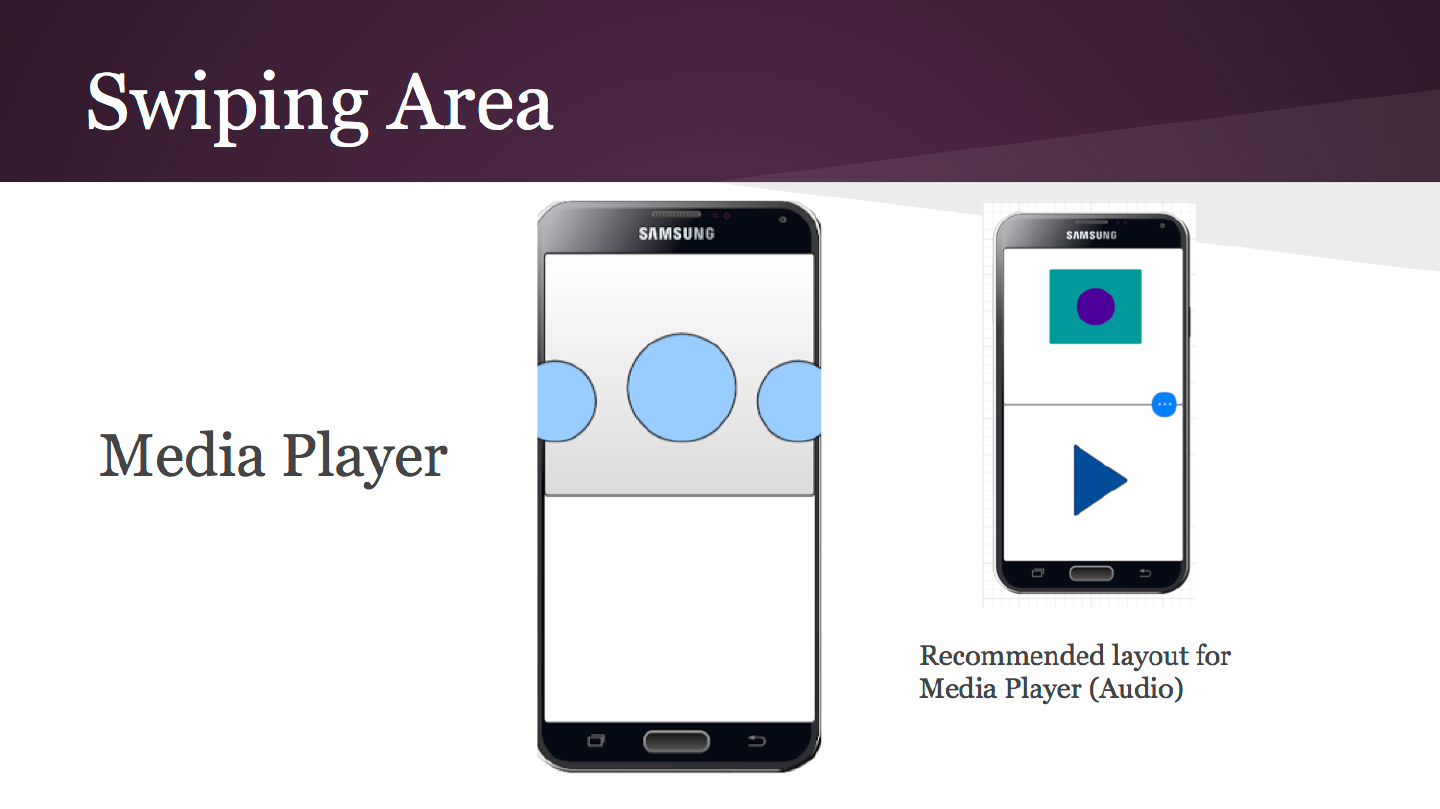 Swiping Area
SAMSUNG
SAMSUNG
Media Player
Recommended layout for
Media Player (Audio)